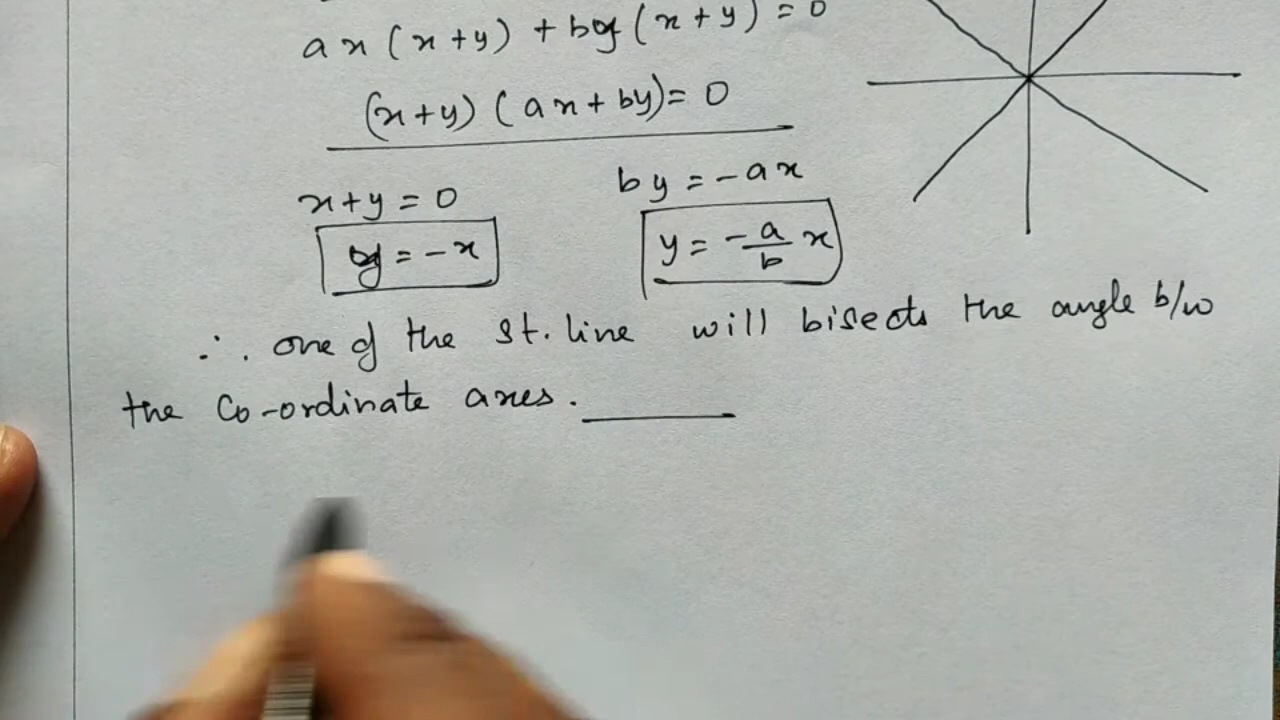 ax (x+y) + by (x+y) = 0
(x+y) (ax+by) = 0
x+y = 0
by = -ax
y = -x
y = -a/b x
∴ one of the st. line will bisects the angle b/w
the Co-ordinate axes.